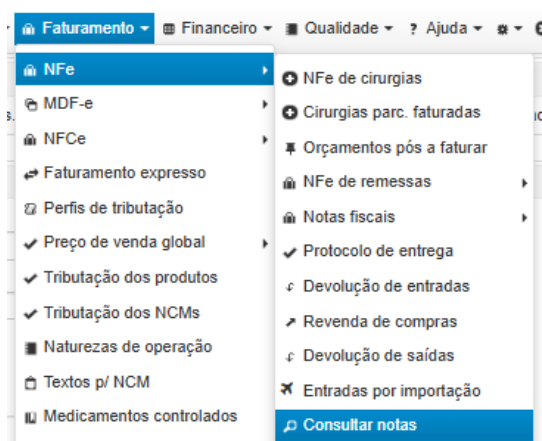 Faturamento Financeiro Qualidade ? Ajuda
NFe
MDF-e
NFCe
Faturamento expresso
Perfis de tributação
Preço de venda global
Tributação dos produtos
Tributação dos NCMs
Naturezas de operação
Textos p/ NCM
Medicamentos controlados
NFe de cirurgias
Cirurgias parc. faturadas
Orçamentos pós a faturar
NFe de remessas
Notas fiscais
Protocolo de entrega
Devolução de entradas
Revenda de compras
Devolução de saídas
Entradas por importação
Consultar notas